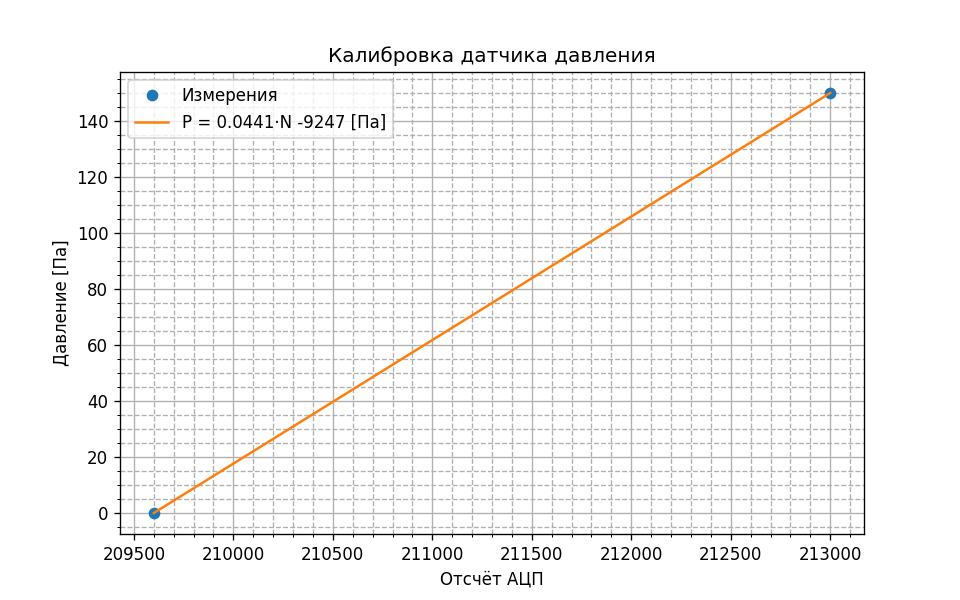 Калибровка датчика давления
Измерения
P = 0.0441·N -9247 [Па]
140
120
100
80
60
40
20
0
Давление [Па]
209500 210000 210500 211000 211500 212000 212500 213000
Отсчёт АЦП